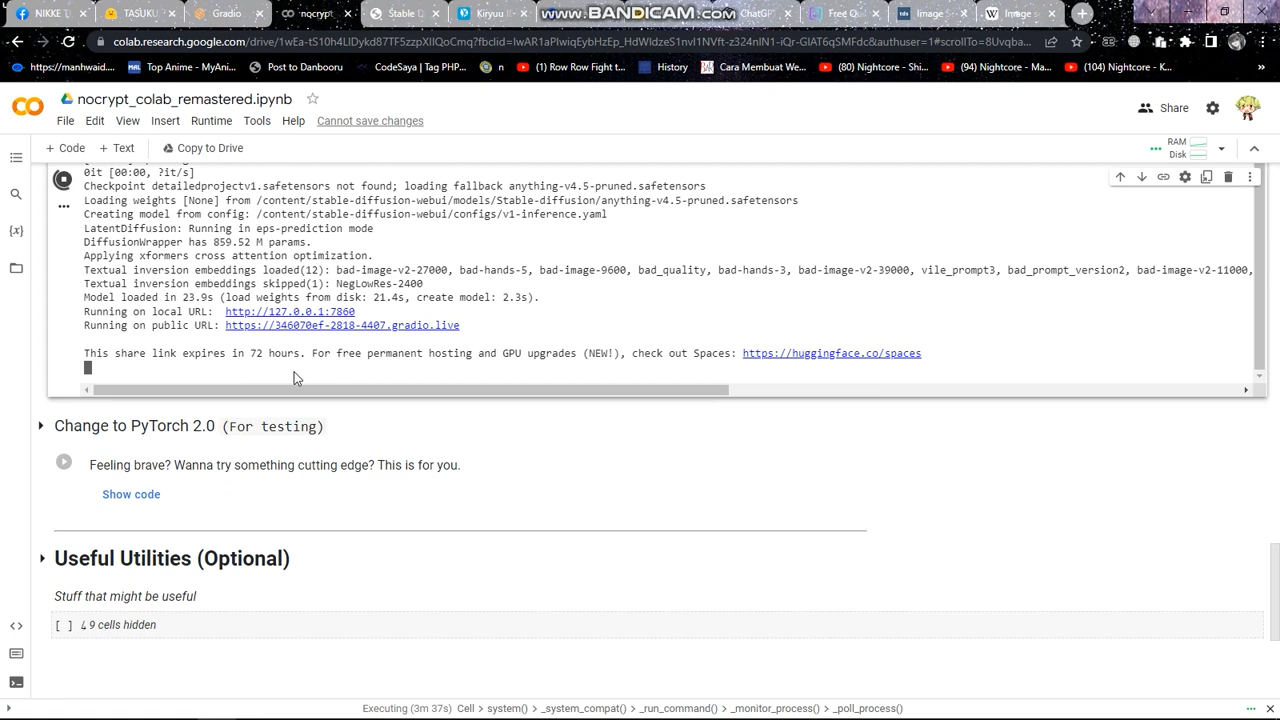 NIKKE T
TASUKU
Gradio
nocrypt
Stable D
Kiryuu I
WWW.BANDICAM.COM
ChatGP
Free O
Image S
Image
colab.research.google.com/drive/
https://manhwaid....
Top Anime - MyAni...
Post to Danbooru
CodeSaya | Tag PHP...
n
(1) Row Row Fight t...
History
Cara Membuat We...
(80) Nightcore - Shi...
(94) Nightcore - Ma...
(104) Nightcore - K...
nocrypt_colab_remastered.ipynb
Share
File Edit View Insert Runtime Tools Help Cannot save changes
+ Code + Text Copy to Drive
RAM
Disk
0it [00:00, ?it/s]
Checkpoint detailedprojectv1.safetensors not found; loading fallback anything-v4.5-pruned.safetensors
Loading weights [None] from /content/stable-diffusion-webui/models/Stable-diffusion/anything-v4.5-pruned.safetensors
Creating model from config: /content/stable-diffusion-webui/configs/v1-inference.yaml
LatentDiffusion: Running in eps-prediction mode
DiffusionWrapper has 859.52 M params.
Applying xformers cross attention optimization.
Textual inversion embeddings loaded(12): bad-image-v2-27000, bad-hands-5, bad-image-9600, bad_quality, bad-hands-3, bad-image-v2-39000, vile_prompt3, bad_prompt_version2, bad-image-v2-11000,
Textual inversion embeddings skipped(1): NegLowRes-2400
Model loaded in 23.9s (load weights from disk: 21.4s, create model: 2.3s).
Running on local URL: http://127.0.0.1:7860
Running on public URL: https://346070ef-2818-4407.gradio.live
This share link expires in 72 hours. For free permanent hosting and GPU upgrades (NEW!), check out Spaces: https://huggingface.co/spaces
Change to PyTorch 2.0 (For testing)
Feeling brave? Wanna try something cutting edge? This is for you.
Show code
Useful Utilities (Optional)
Stuff that might be useful
[ ] ↳ 9 cells hidden
Executing (3m 37s) Cell > system() > _system_compat() > _run_command() > _monitor_process() > _poll_process()